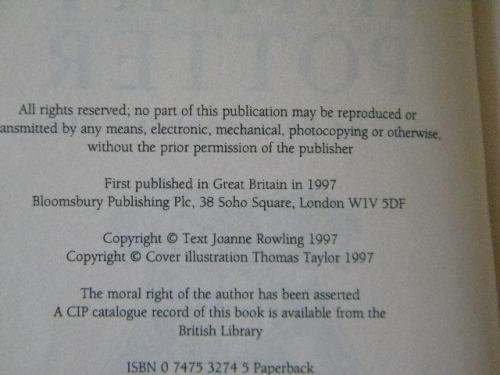 All rights reserved; no part of this publication may be reproduced or
ansmitted by any means, electronic, mechanical, photocopying or otherwise,
without the prior permission of the publisher
First published in Great Britain in 1997
Bloomsbury Publishing Plc, 38 Soho Square, London W1V 5DF
Copyright © Text Joanne Rowling 1997
Copyright © Cover illustration Thomas Taylor 1997
The moral right of the author has been asserted
A CIP catalogue record of this book is available from the
British Library
ISBN 0 7475 3274 5 Paperback